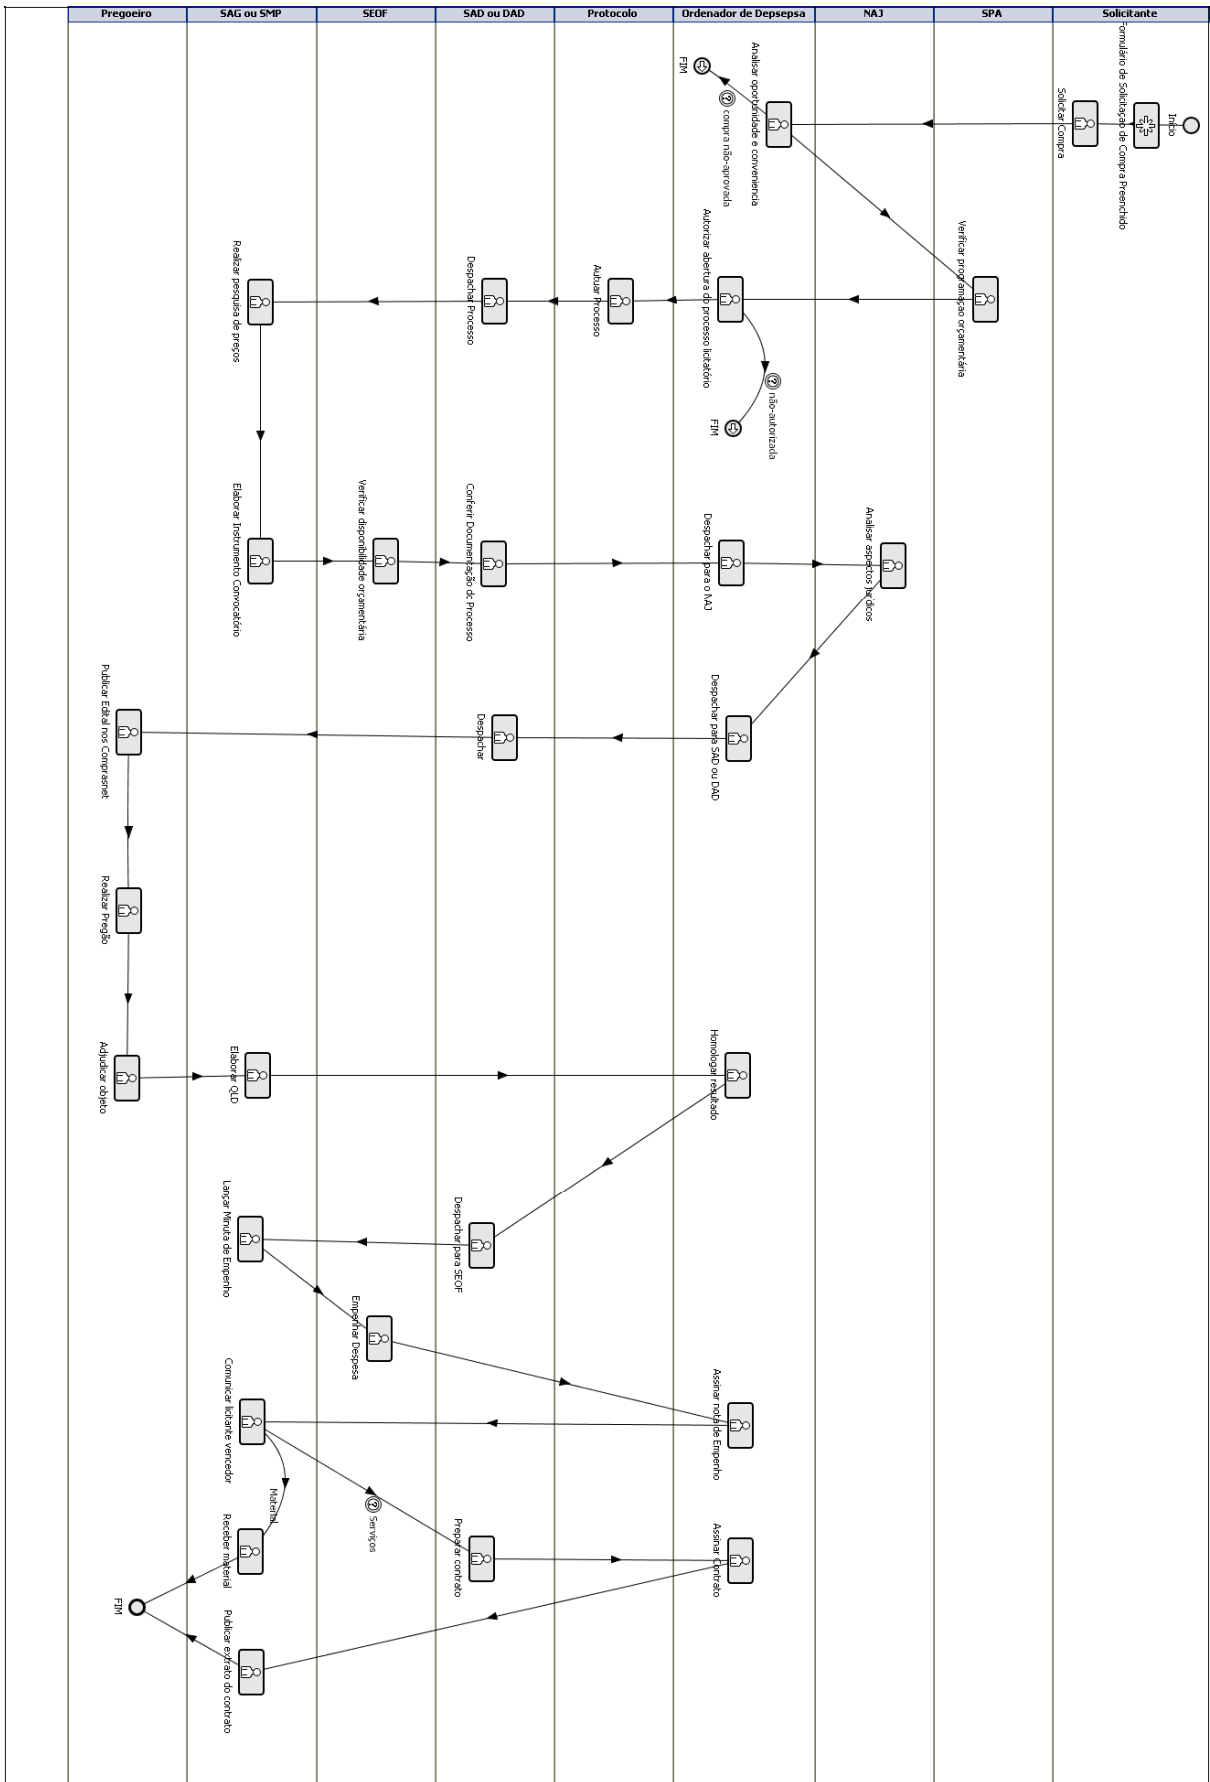 Pregoeiro
SAG ou SMP
SEOF
SAD ou DAD
Protocolo
Ordenador de Depsepsa
NAJ
SPA
Solicitante
Início
Formulário de Solicitação de Compra Preenchido
Solicitar Compra
Analisar oportunidade e conveniencia
compra não-aprovada
FIM
Verificar programação orçamentária
Autorizar abertura do processo licitatório
não-autorizada
FIM
Autuar Processo
Despachar Processo
Realizar pesquisa de preços
Elaborar Instrumento Convocatório
Verificar disponibilidade orçamentária
Conferir Documentação do Processo
Despachar para o NAJ
Analisar aspectos jurídicos
Despachar para SAD ou DAD
Despachar
Publicar Edital nos Comprasnet
Realizar Pregão
Adjudicar objeto
Elaborar QLD
Homologar resultado
Despachar para SEOF
Lançar Minuta de Empenho
Empenhar Despesa
Assinar nota de Empenho
Comunicar licitante vencedor
Material
Serviços
Receber material
Preparar contrato
Assinar Contrato
Publicar extrato do contrato
FIM